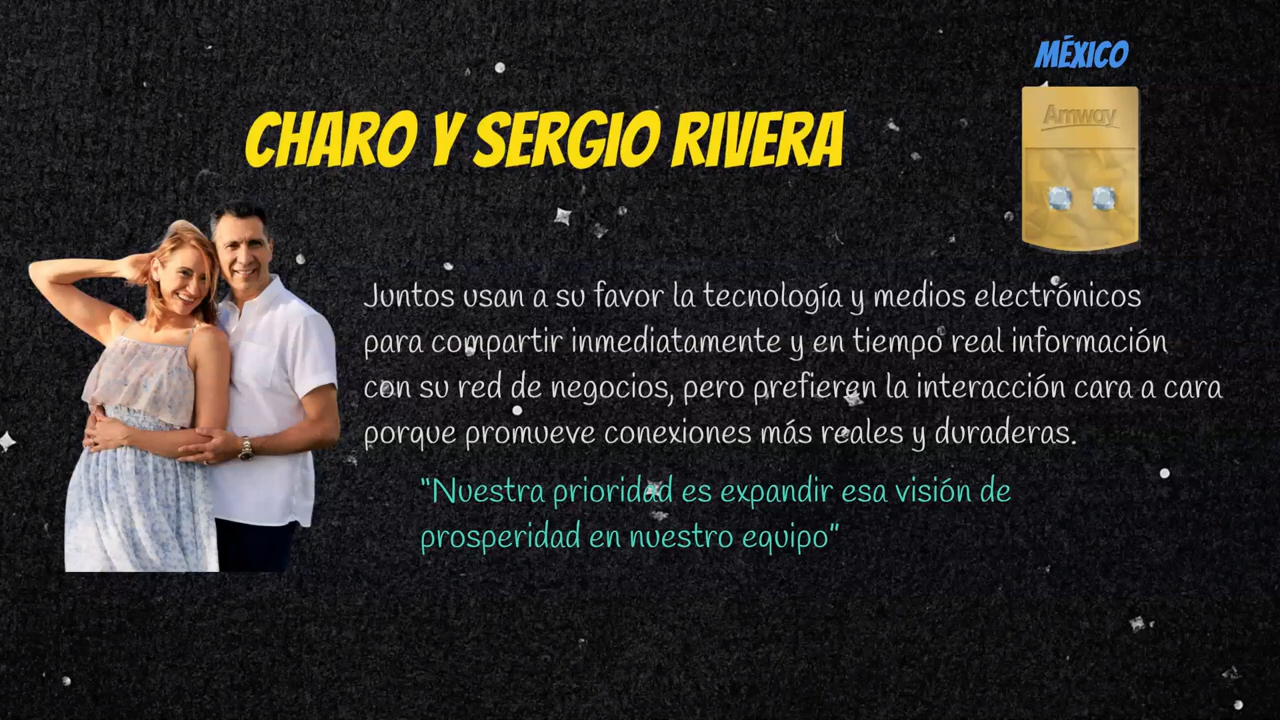 MÉXICO
Amway
CHARO Y SERGIO RIVERA
Juntos usan a su favor la tecnología y medios electrónicos
para compartir inmediatamente y en tiempo real información
con su red de negocios, pero prefieren la interacción cara a cara
porque promueve conexiones más reales y duraderas.
"Nuestra prioridad es expandir esa visión de
prosperidad en nuestro equipo"